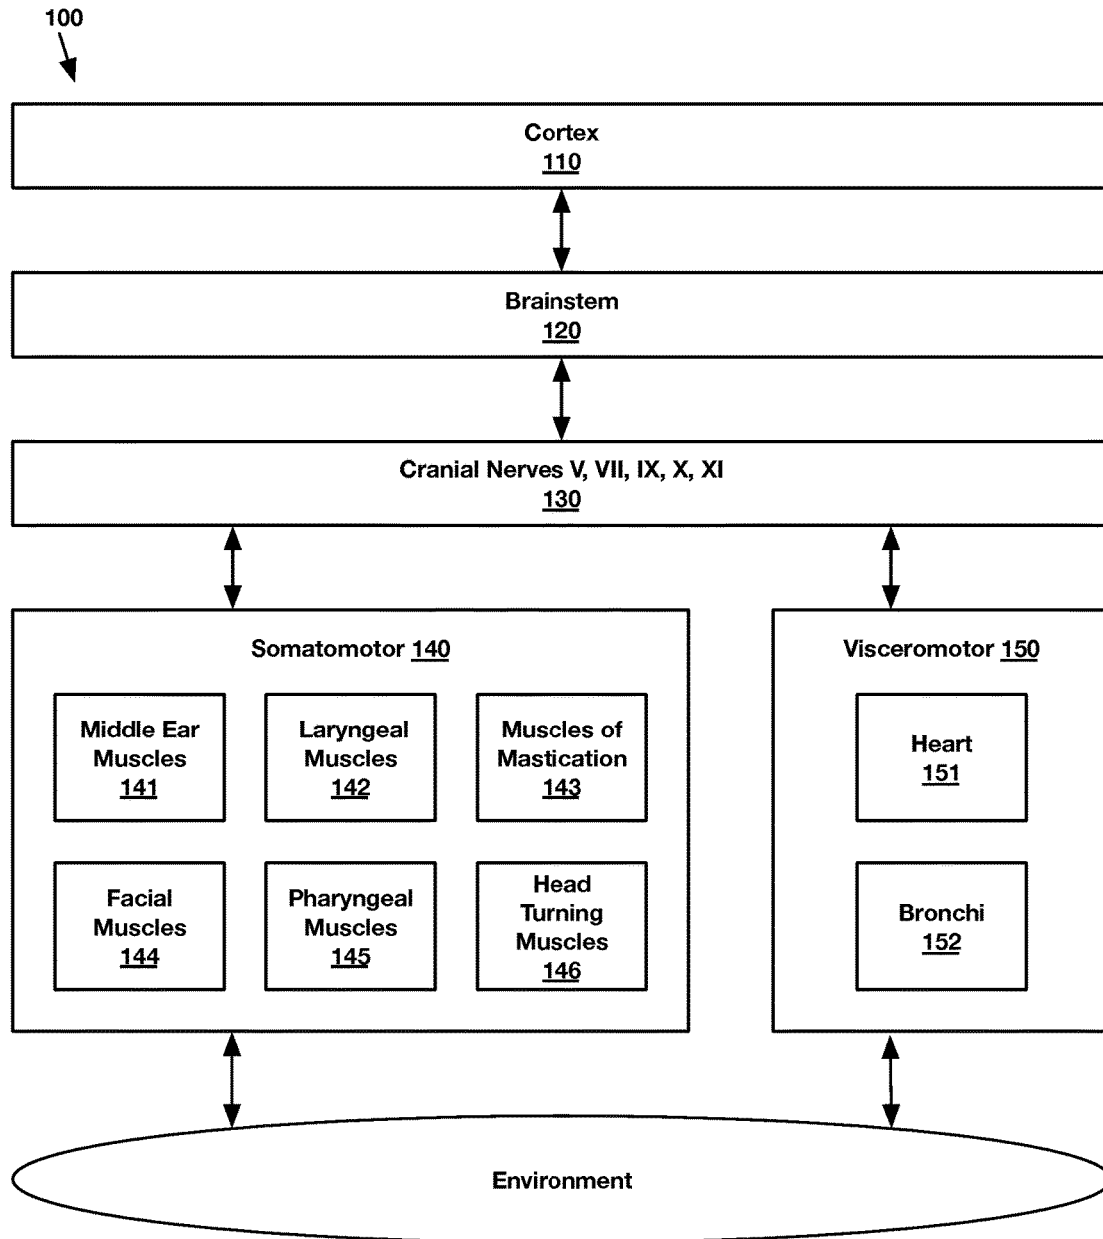 100
Cortex
110
Brainstem
120
Cranial Nerves V, VII, IX, X, XI
130
Somatomotor 140
Middle Ear
Muscles
141
Laryngeal
Muscles
142
Muscles of
Mastication
143
Facial
Muscles
144
Pharyngeal
Muscles
145
Head
Turning
Muscles
146
Visceromotor 150
Heart
151
Bronchi
152
Environment